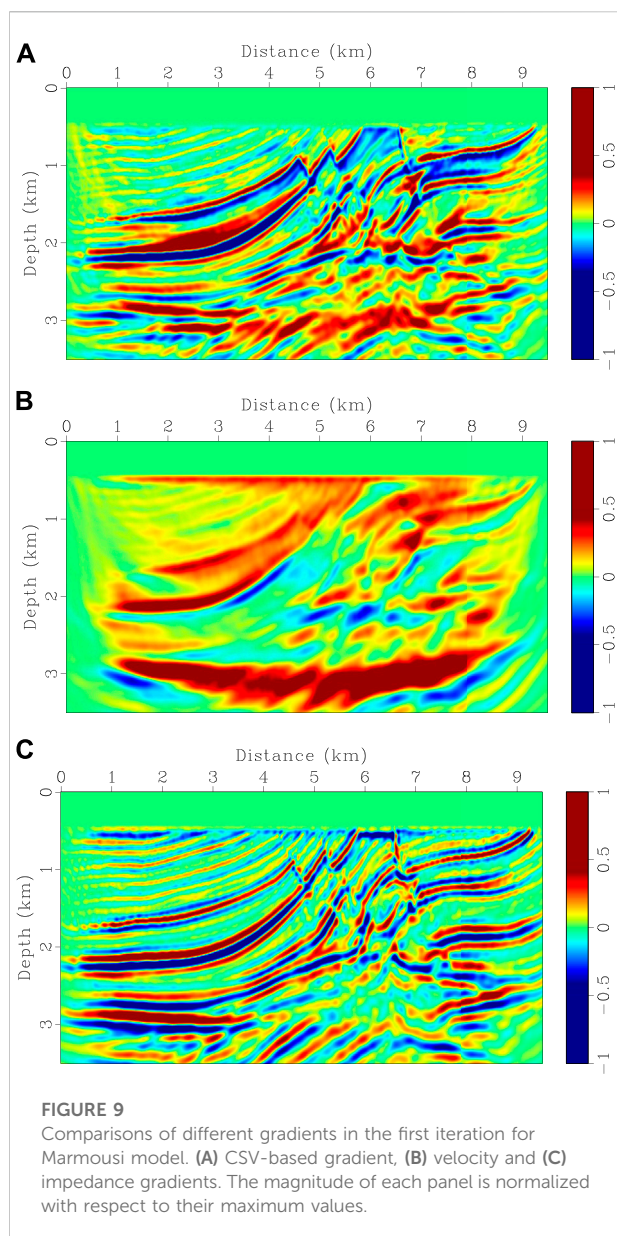 A
Distance (km)
0 1 2 3 4 5 6 7 8 9
0
1
2
3
Depth (km)
1
0.5
0
−0.5
−1
B
Distance (km)
0 1 2 3 4 5 6 7 8 9
0
1
2
3
Depth (km)
1
0.5
0
−0.5
−1
C
Distance (km)
0 1 2 3 4 5 6 7 8 9
0
1
2
3
Depth (km)
1
0.5
0
−0.5
−1
FIGURE 9
Comparisons of different gradients in the first iteration for
Marmousi model. (A) CSV-based gradient, (B) velocity and (C)
impedance gradients. The magnitude of each panel is normalized
with respect to their maximum values.